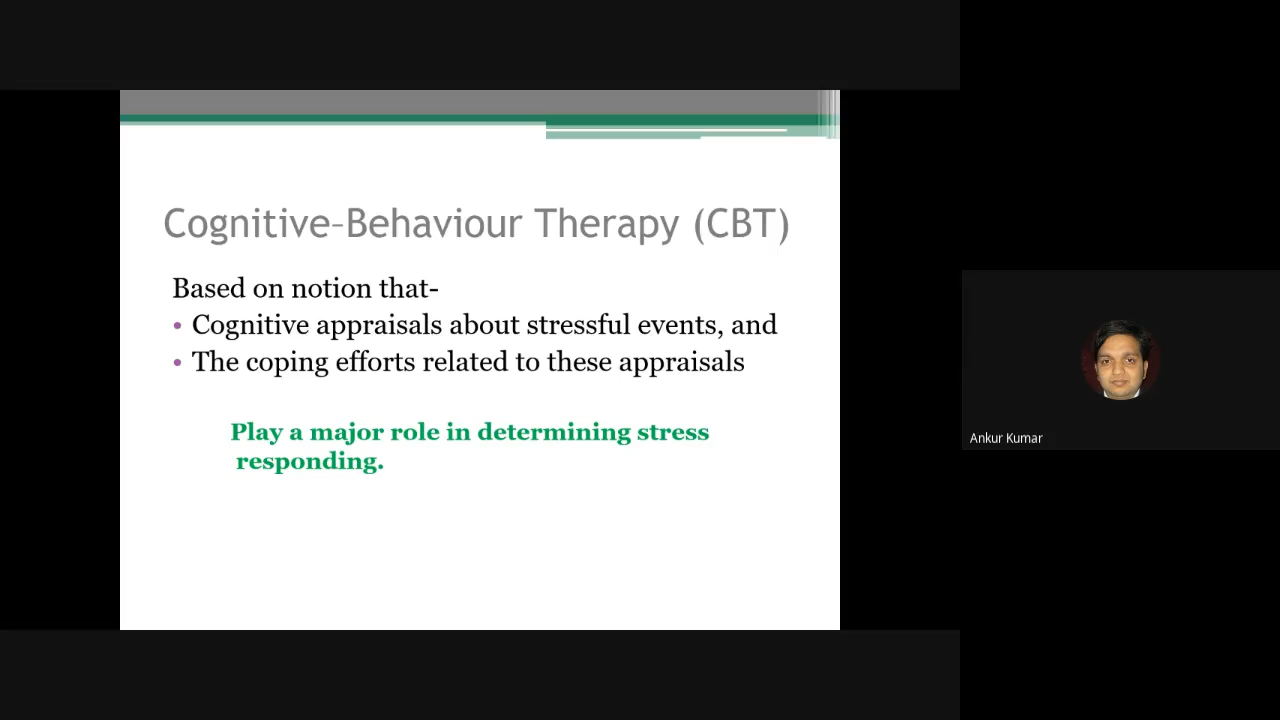 Cognitive–Behaviour Therapy (CBT)
Based on notion that-
• Cognitive appraisals about stressful events, and
• The coping efforts related to these appraisals
Play a major role in determining stress
responding.
Ankur Kumar